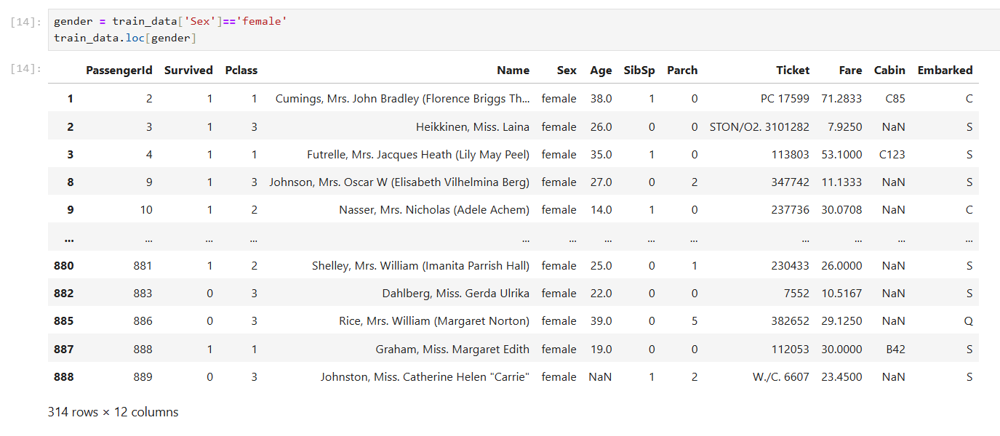 [14]: gender = train_data['Sex']=='female'
train_data.loc[gender]
[14]: PassengerId Survived Pclass Name Sex Age SibSp Parch Ticket Fare Cabin Embarked
1 2 1 1 Cumings, Mrs. John Bradley (Florence Briggs Th... female 38.0 1 0 PC 17599 71.2833 C85 C
2 3 1 3 Heikkinen, Miss. Laina female 26.0 0 0 STON/O2. 3101282 7.9250 NaN S
3 4 1 1 Futrelle, Mrs. Jacques Heath (Lily May Peel) female 35.0 1 0 113803 53.1000 C123 S
8 9 1 3 Johnson, Mrs. Oscar W (Elisabeth Vilhelmina Berg) female 27.0 0 2 347742 11.1333 NaN S
9 10 1 2 Nasser, Mrs. Nicholas (Adele Achem) female 14.0 1 0 237736 30.0708 NaN C
... ... ... ... ... ... ... ... ... ... ... ... ...
880 881 1 2 Shelley, Mrs. William (Imanita Parrish Hall) female 25.0 0 1 230433 26.0000 NaN S
882 883 0 3 Dahlberg, Miss. Gerda Ulrika female 22.0 0 0 7552 10.5167 NaN S
885 886 0 3 Rice, Mrs. William (Margaret Norton) female 39.0 0 5 382652 29.1250 NaN Q
887 888 1 1 Graham, Miss. Margaret Edith female 19.0 0 0 112053 30.0000 B42 S
888 889 0 3 Johnston, Miss. Catherine Helen "Carrie" female NaN 1 2 W./C. 6607 23.4500 NaN S
314 rows × 12 columns